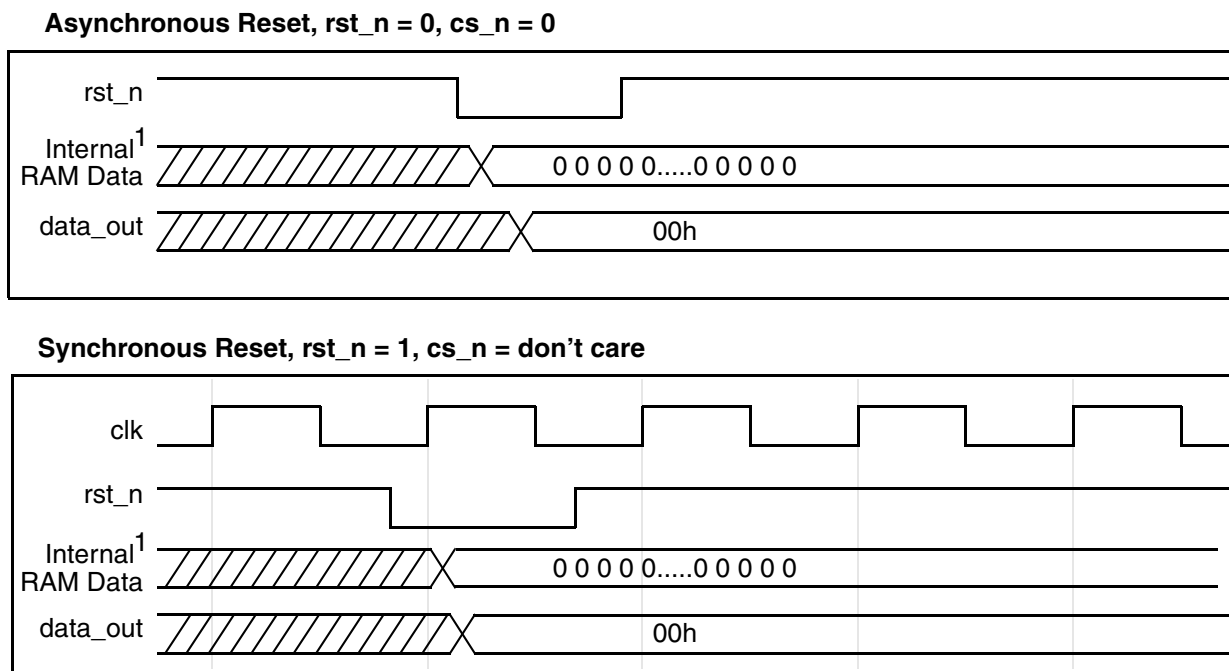 Asynchronous Reset, rst_n = 0, cs_n = 0
rst_n
Internal1
RAM Data
0 0 0 0 0.....0 0 0 0 0
data_out
00h
Synchronous Reset, rst_n = 1, cs_n = don't care
clk
rst_n
Internal1
RAM Data
0 0 0 0 0.....0 0 0 0 0
data_out
00h